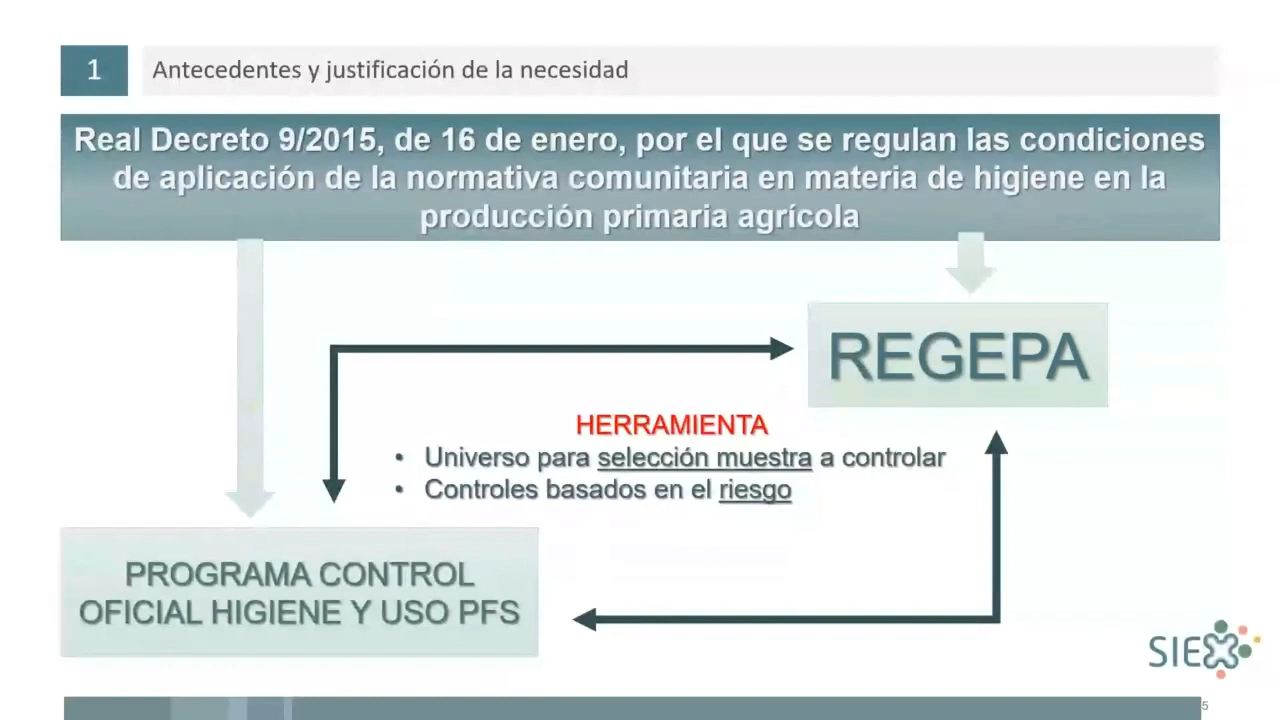 1
Antecedentes y justificación de la necesidad
Real Decreto 9/2015, de 16 de enero, por el que se regulan las condiciones
de aplicación de la normativa comunitaria en materia de higiene en la
producción primaria agrícola
REGEPA
HERRAMIENTA
• Universo para selección muestra a controlar
• Controles basados en el riesgo
PROGRAMA CONTROL
OFICIAL HIGIENE Y USO PFS
SIEX
5